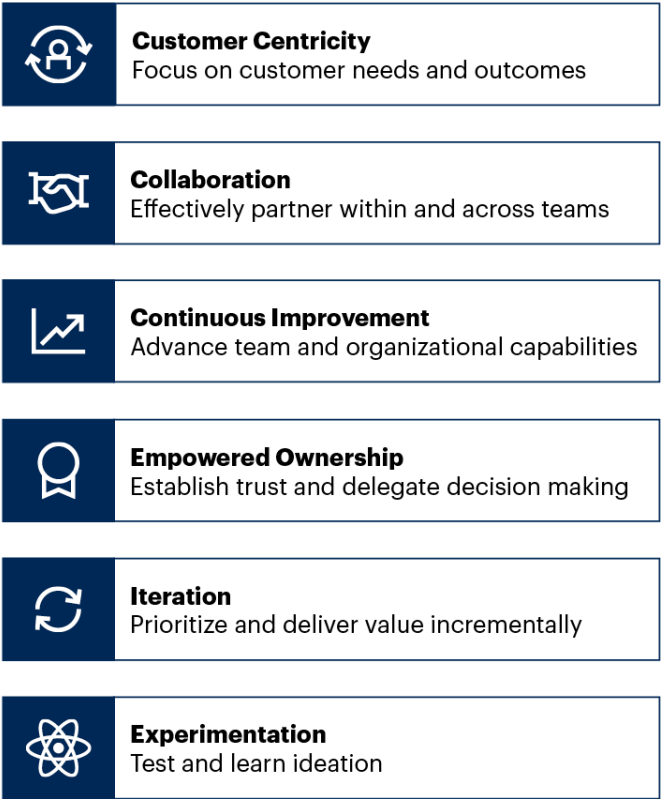 Customer Centricity
Focus on customer needs and outcomes
Collaboration
Effectively partner within and across teams
Continuous Improvement
Advance team and organizational capabilities
Empowered Ownership
Establish trust and delegate decision making
Iteration
Prioritize and deliver value incrementally
Experimentation
Test and learn ideation